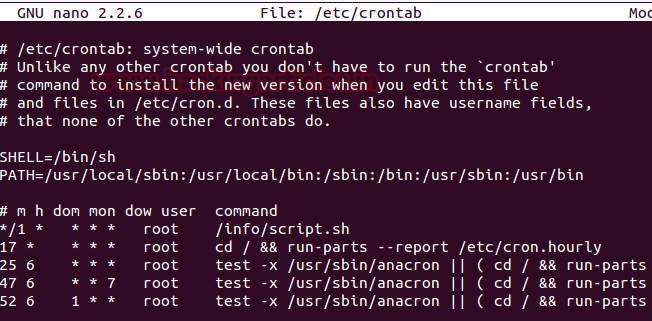 GNU nano 2.2.6 File: /etc/crontab Mod
# /etc/crontab: system-wide crontab
# Unlike any other crontab you don't have to run the `crontab'
# command to install the new version when you edit this file
# and files in /etc/cron.d. These files also have username fields,
# that none of the other crontabs do.
SHELL=/bin/sh
PATH=/usr/local/sbin:/usr/local/bin:/sbin:/bin:/usr/sbin:/usr/bin
# m h dom mon dow user command
*/1 * * * * root /info/script.sh
17 * * * * root cd / && run-parts --report /etc/cron.hourly
25 6 * * * root test -x /usr/sbin/anacron || ( cd / && run-parts
47 6 * * 7 root test -x /usr/sbin/anacron || ( cd / && run-parts
52 6 1 * * root test -x /usr/sbin/anacron || ( cd / && run-parts